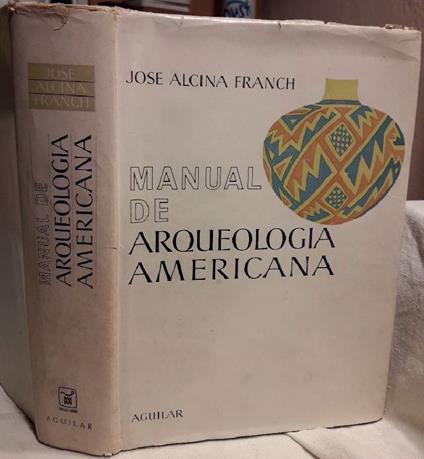 JOSE
ALCINA
FRANCH
MANUAL DE
ARQUEOLOGIA
AMERICANA
AGUILAR
JOSE ALCINA FRANCH
MANUAL
DE
ARQUEOLOGIA
AMERICANA
AGUILAR